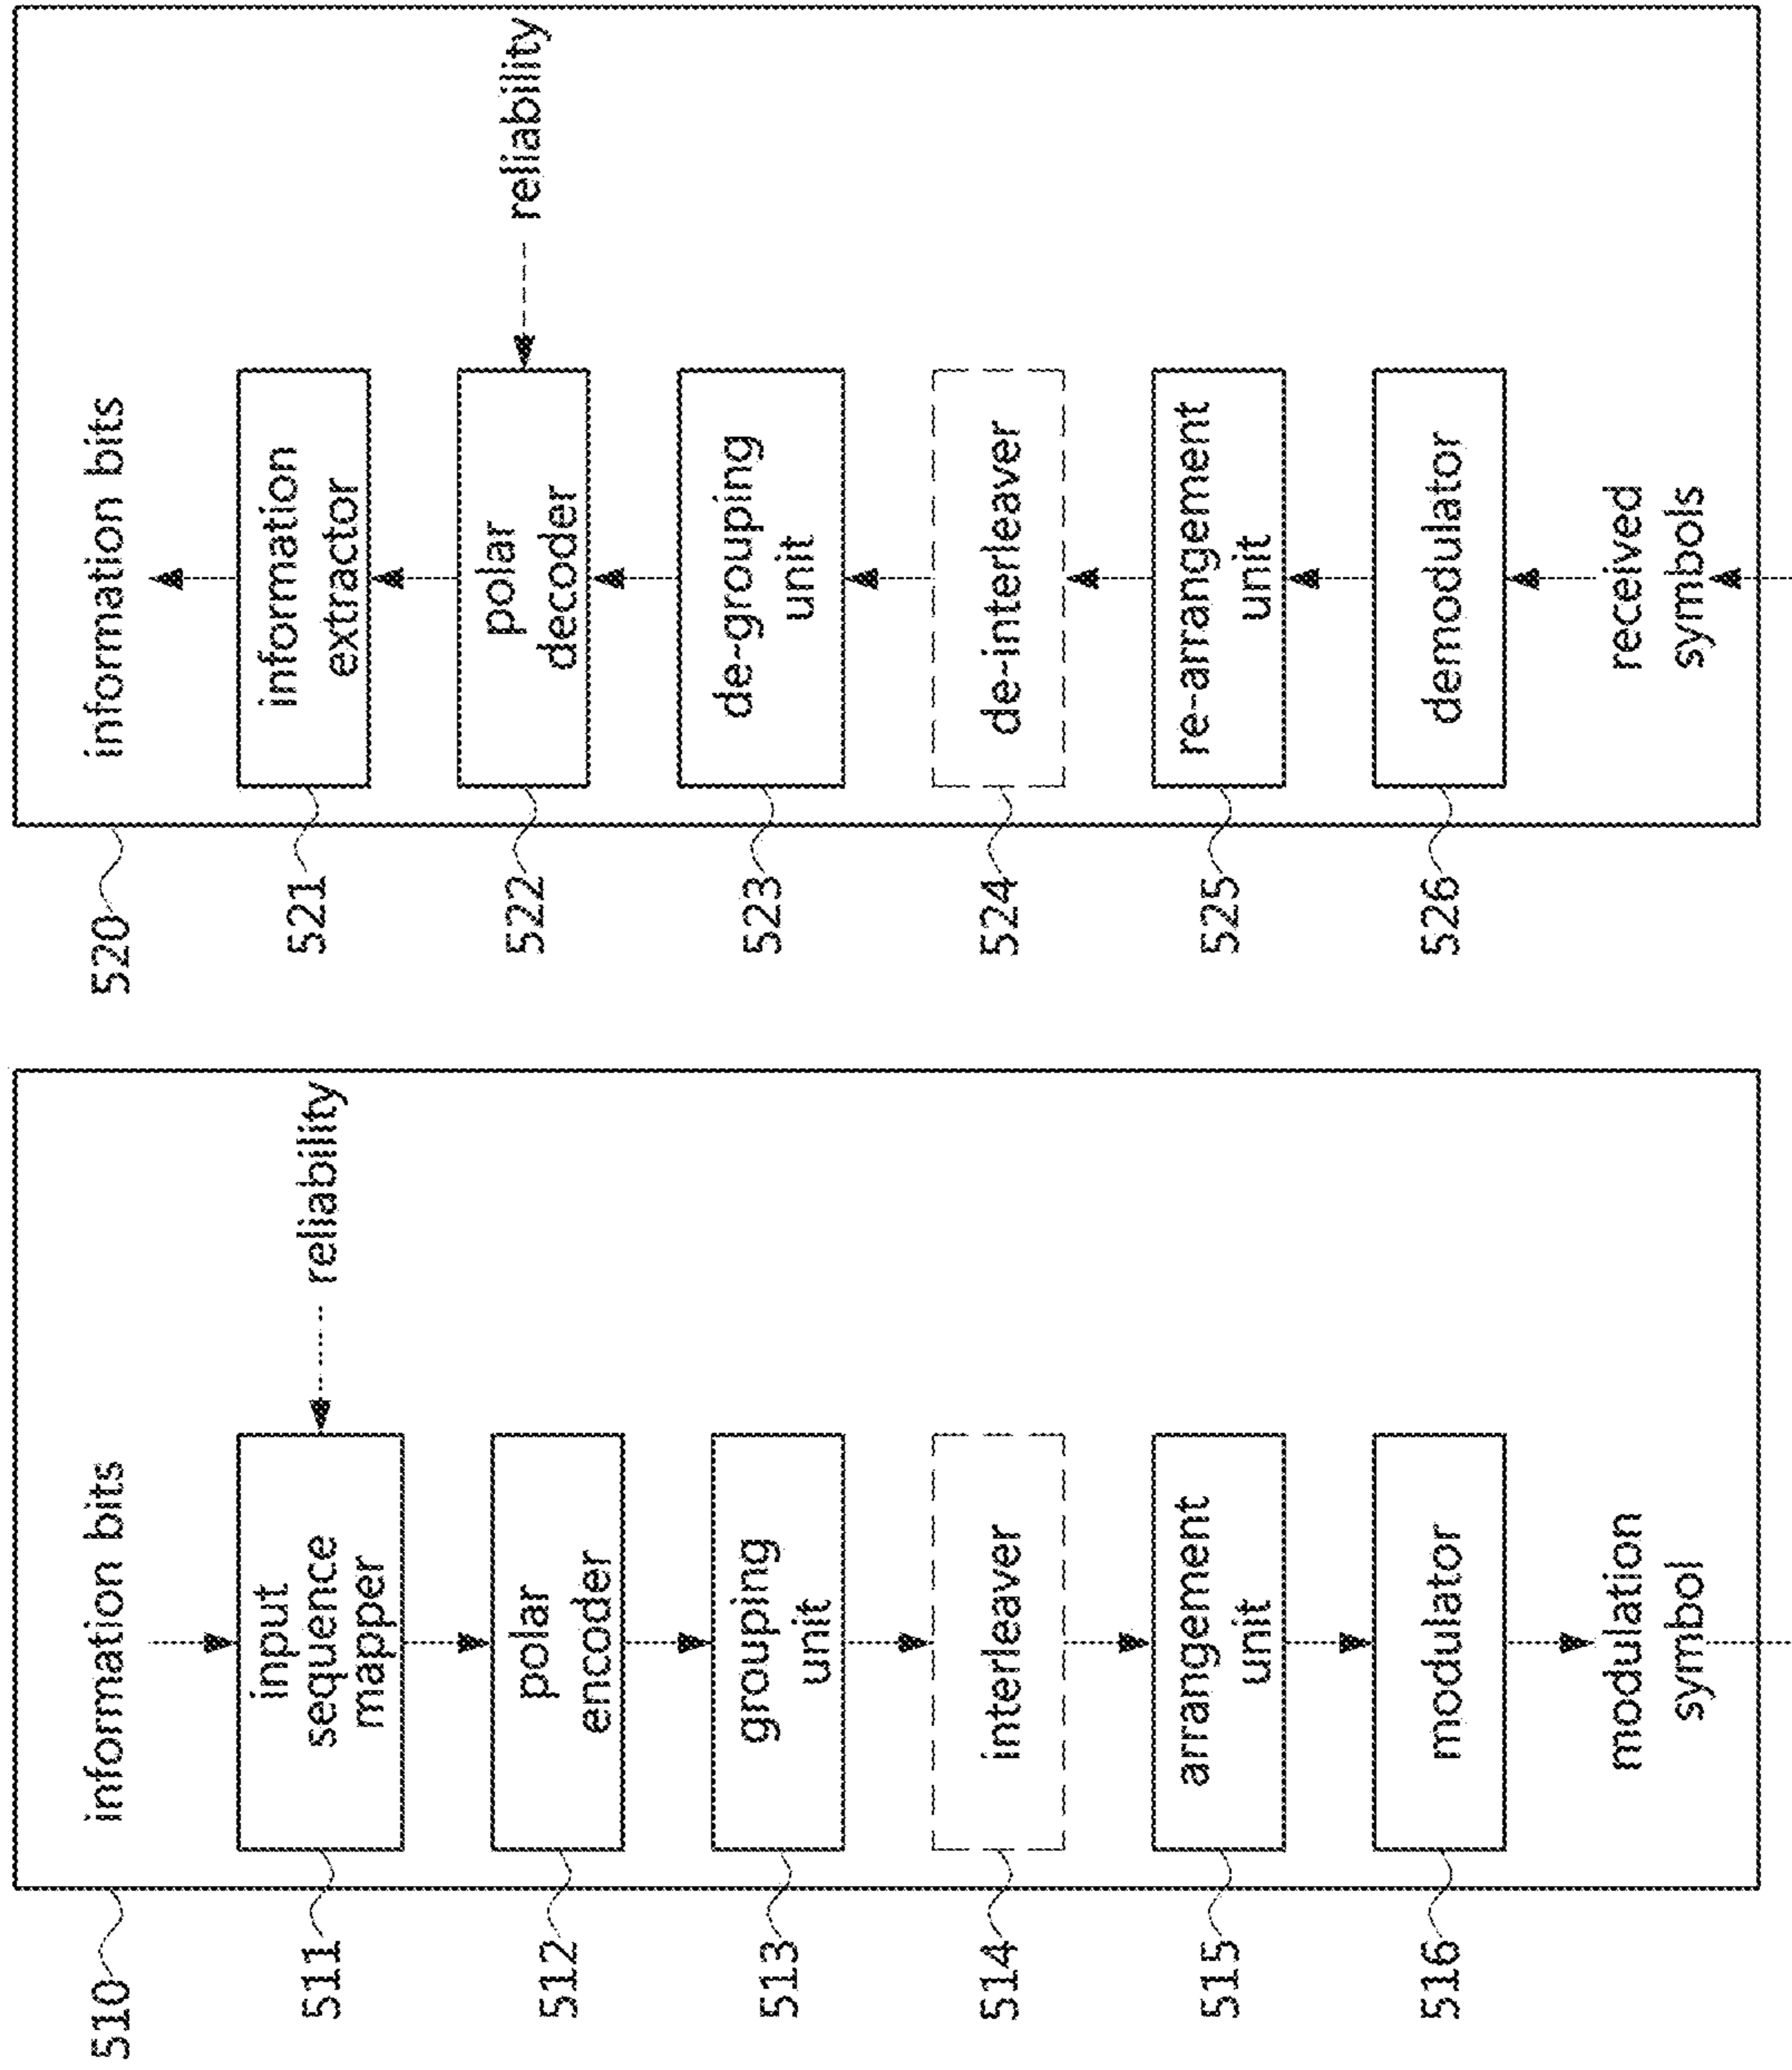 510
information bits
511
input
sequence
mapper
reliability
512
polar
encoder
513
grouping
unit
514
interleaver
515
arrangement
unit
516
modulator
modulation
symbol
520
information bits
521
information
extractor
522
polar
decoder
reliability
523
de-grouping
unit
524
de-interleaver
525
re-arrangement
unit
526
demodulator
received
symbols